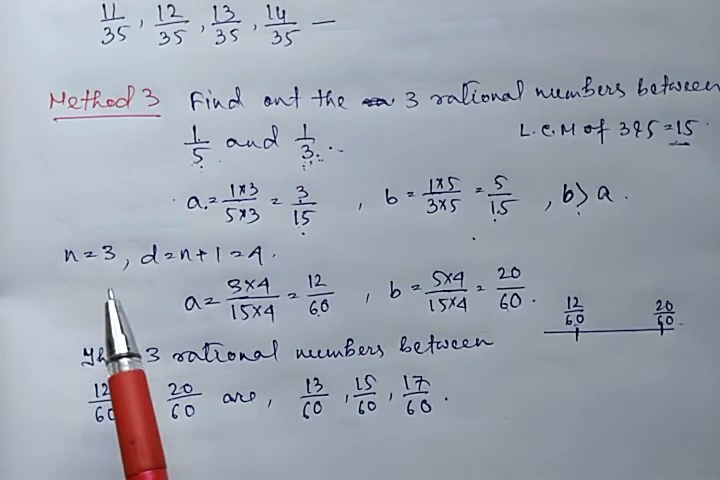 11/35, 12/35, 13/35, 14/35 —
Method 3 Find out the 3 rational numbers between
1/5 and 1/3. L.C.M of 3&5=15.
a = 1×3/5×3 = 3/15, b = 1×5/3×5 = 5/15, b>a.
n=3, d=n+1=4.
a = 3×4/15×4 = 12/60, b = 5×4/15×4 = 20/60. 12/60 20/60
3 rational numbers between
20/60 are, 13/60, 15/60, 17/60.